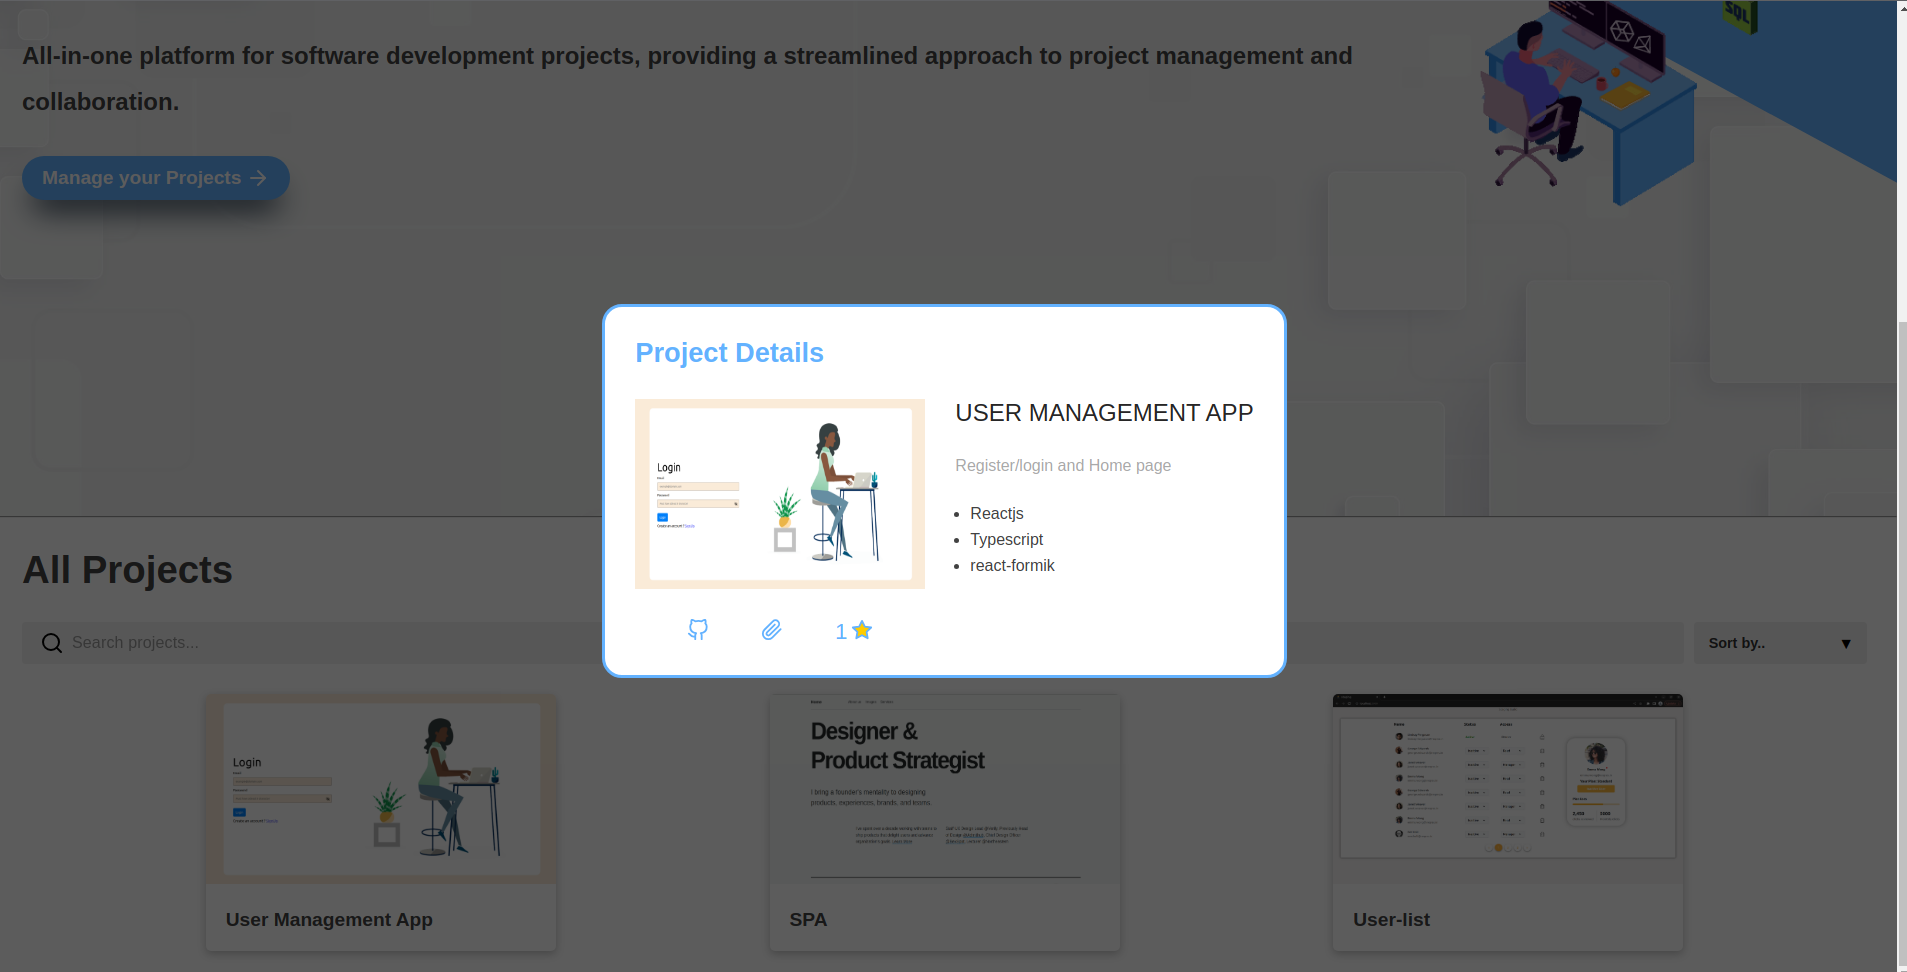 SQL
All-in-one platform for software development projects, providing a streamlined approach to project management and
collaboration.
Manage your Projects
Project Details
Login
USER MANAGEMENT APP
Register/login and Home page
Reactjs
Typescript
react-formik
1
All Projects
Search projects...
Sort by..
Login
Designer &
Product Strategist
I bring a founder's mentality to designing
products, experiences, brands, and teams.
User Management App
SPA
User-list